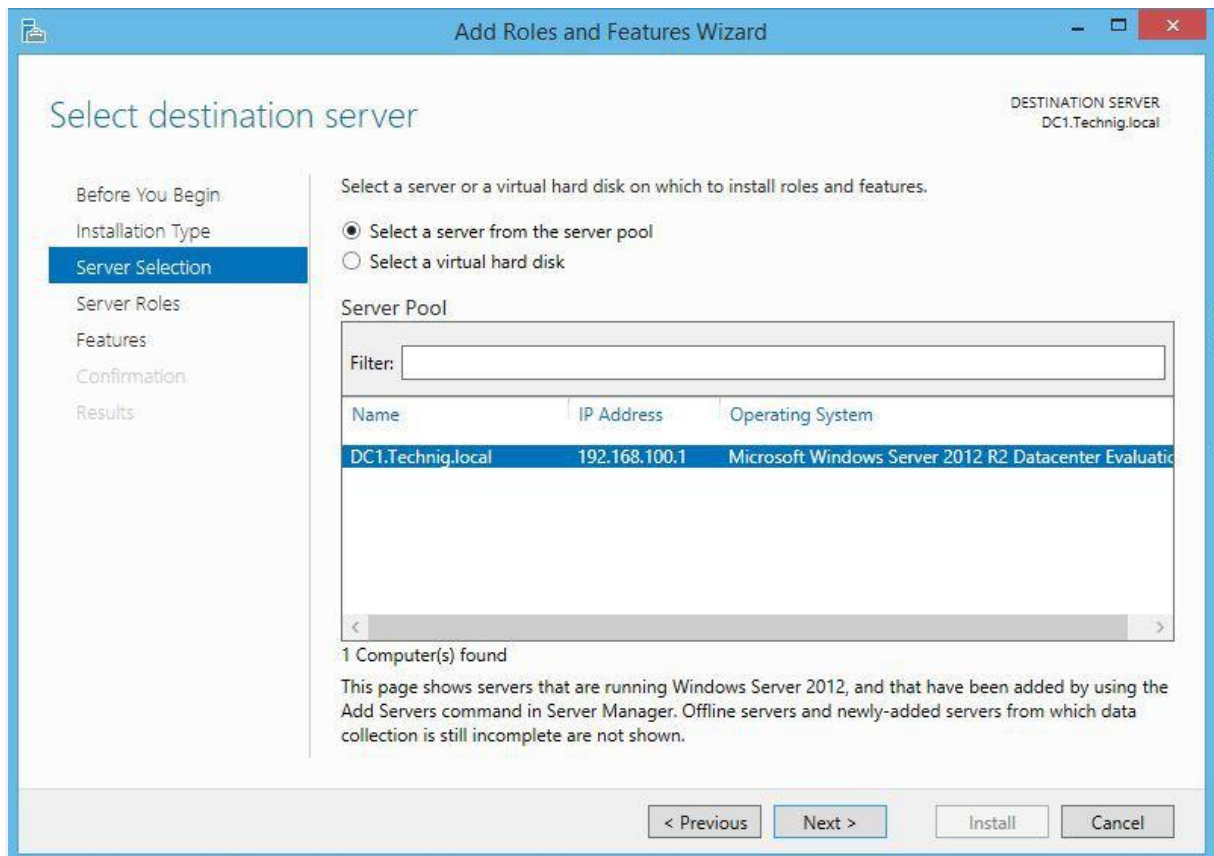 Add Roles and Features Wizard
Select destination server
DESTINATION SERVER
DC1.Technig.local
Before You Begin
Installation Type
Server Selection
Server Roles
Features
Confirmation
Results
Select a server or a virtual hard disk on which to install roles and features.
Select a server from the server pool
Select a virtual hard disk
Server Pool
Filter:
Name IP Address Operating System
DC1.Technig.local 192.168.100.1 Microsoft Windows Server 2012 R2 Datacenter Evaluatic
1 Computer(s) found
This page shows servers that are running Windows Server 2012, and that have been added by using the
Add Servers command in Server Manager. Offline servers and newly-added servers from which data
collection is still incomplete are not shown.
< Previous Next > Install Cancel